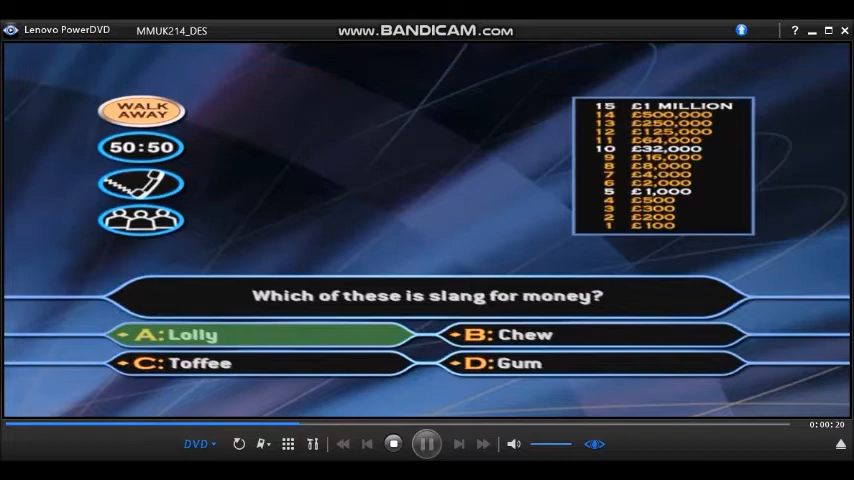 Lenovo PowerDVD
MMUK214_DES
www.BANDICAM.com
?
WALK AWAY
50:50
15 £1 MILLION
14 £500,000
13 £250,000
12 £125,000
11 £64,000
10 £32,000
9 £16,000
8 £8,000
7 £4,000
6 £2,000
5 £1,000
4 £500
3 £300
2 £200
1 £100
Which of these is slang for money?
A: Lolly
B: Chew
C: Toffee
D: Gum
0:00:20
DVD